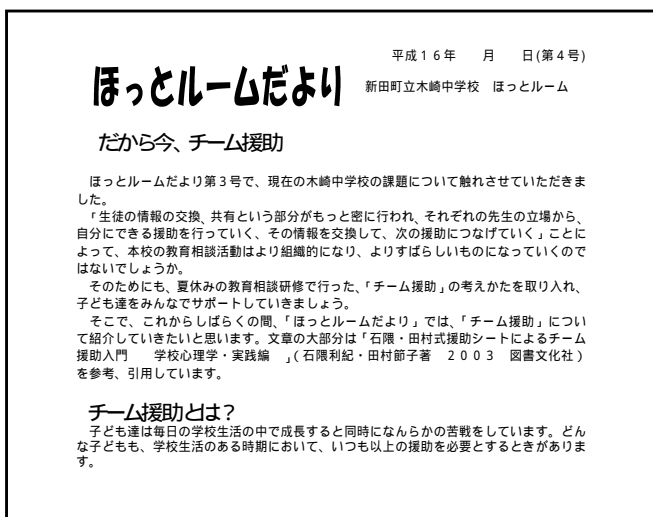 平成16年　　月　　日(第4号)
ほっとルームだより
新田町立木崎中学校　ほっとルーム
だから今、チーム援助
　ほっとルームだより第3号で、現在の木崎中学校の課題について触れさせていただきま
した。
　「生徒の情報の交換、共有という部分がもっと密に行われ、それぞれの先生の立場から、
自分にできる援助を行っていく、その情報を交換して、次の援助につなげていく」ことに
よって、本校の教育相談活動はより組織的になり、よりすばらしいものになっていくので
はないでしょうか。
　そのためにも、夏休みの教育相談研修で行った、「チーム援助」の考えかたを取り入れ、
子ども達をみんなでサポートしていきましょう。
　そこで、これからしばらくの間、「ほっとルームだより」では、「チーム援助」につい
て紹介していきたいと思います。文章の大部分は「石隈・田村式援助シートによるチーム
援助入門　　学校心理学・実践編　」(石隈利紀・田村節子著　2003　図書文化社)
を参考、引用しています。
チーム援助とは?
　子ども達は毎日の学校生活の中で成長すると同時になんらかの苦戦をしています。どん
な子どもも、学校生活のある時期において、いつも以上の援助を必要とするときがありま
す。